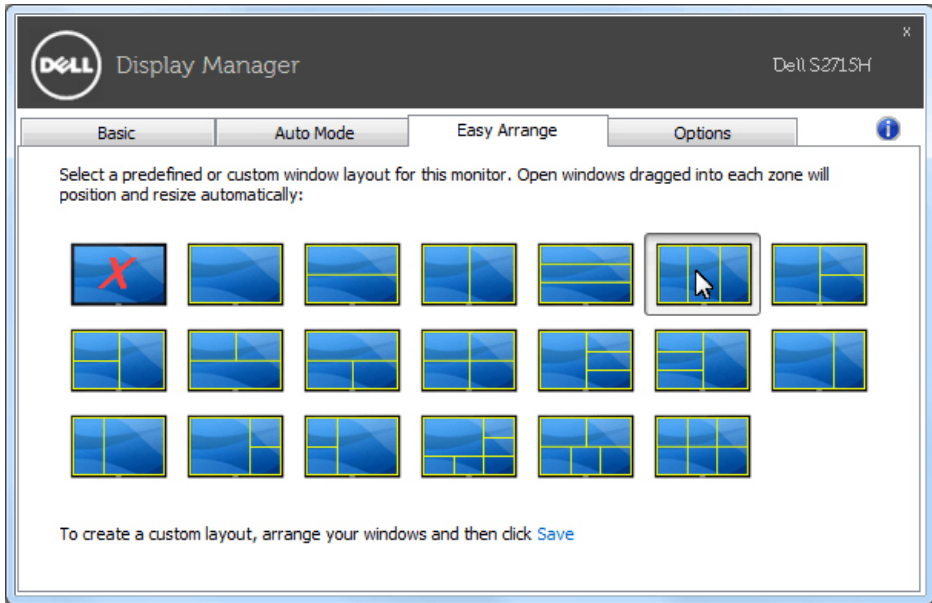 x
DELL Display Manager
Dell S2715H
Basic Auto Mode Easy Arrange Options i
Select a predefined or custom window layout for this monitor. Open windows dragged into each zone will
position and resize automatically:
X
To create a custom layout, arrange your windows and then click Save